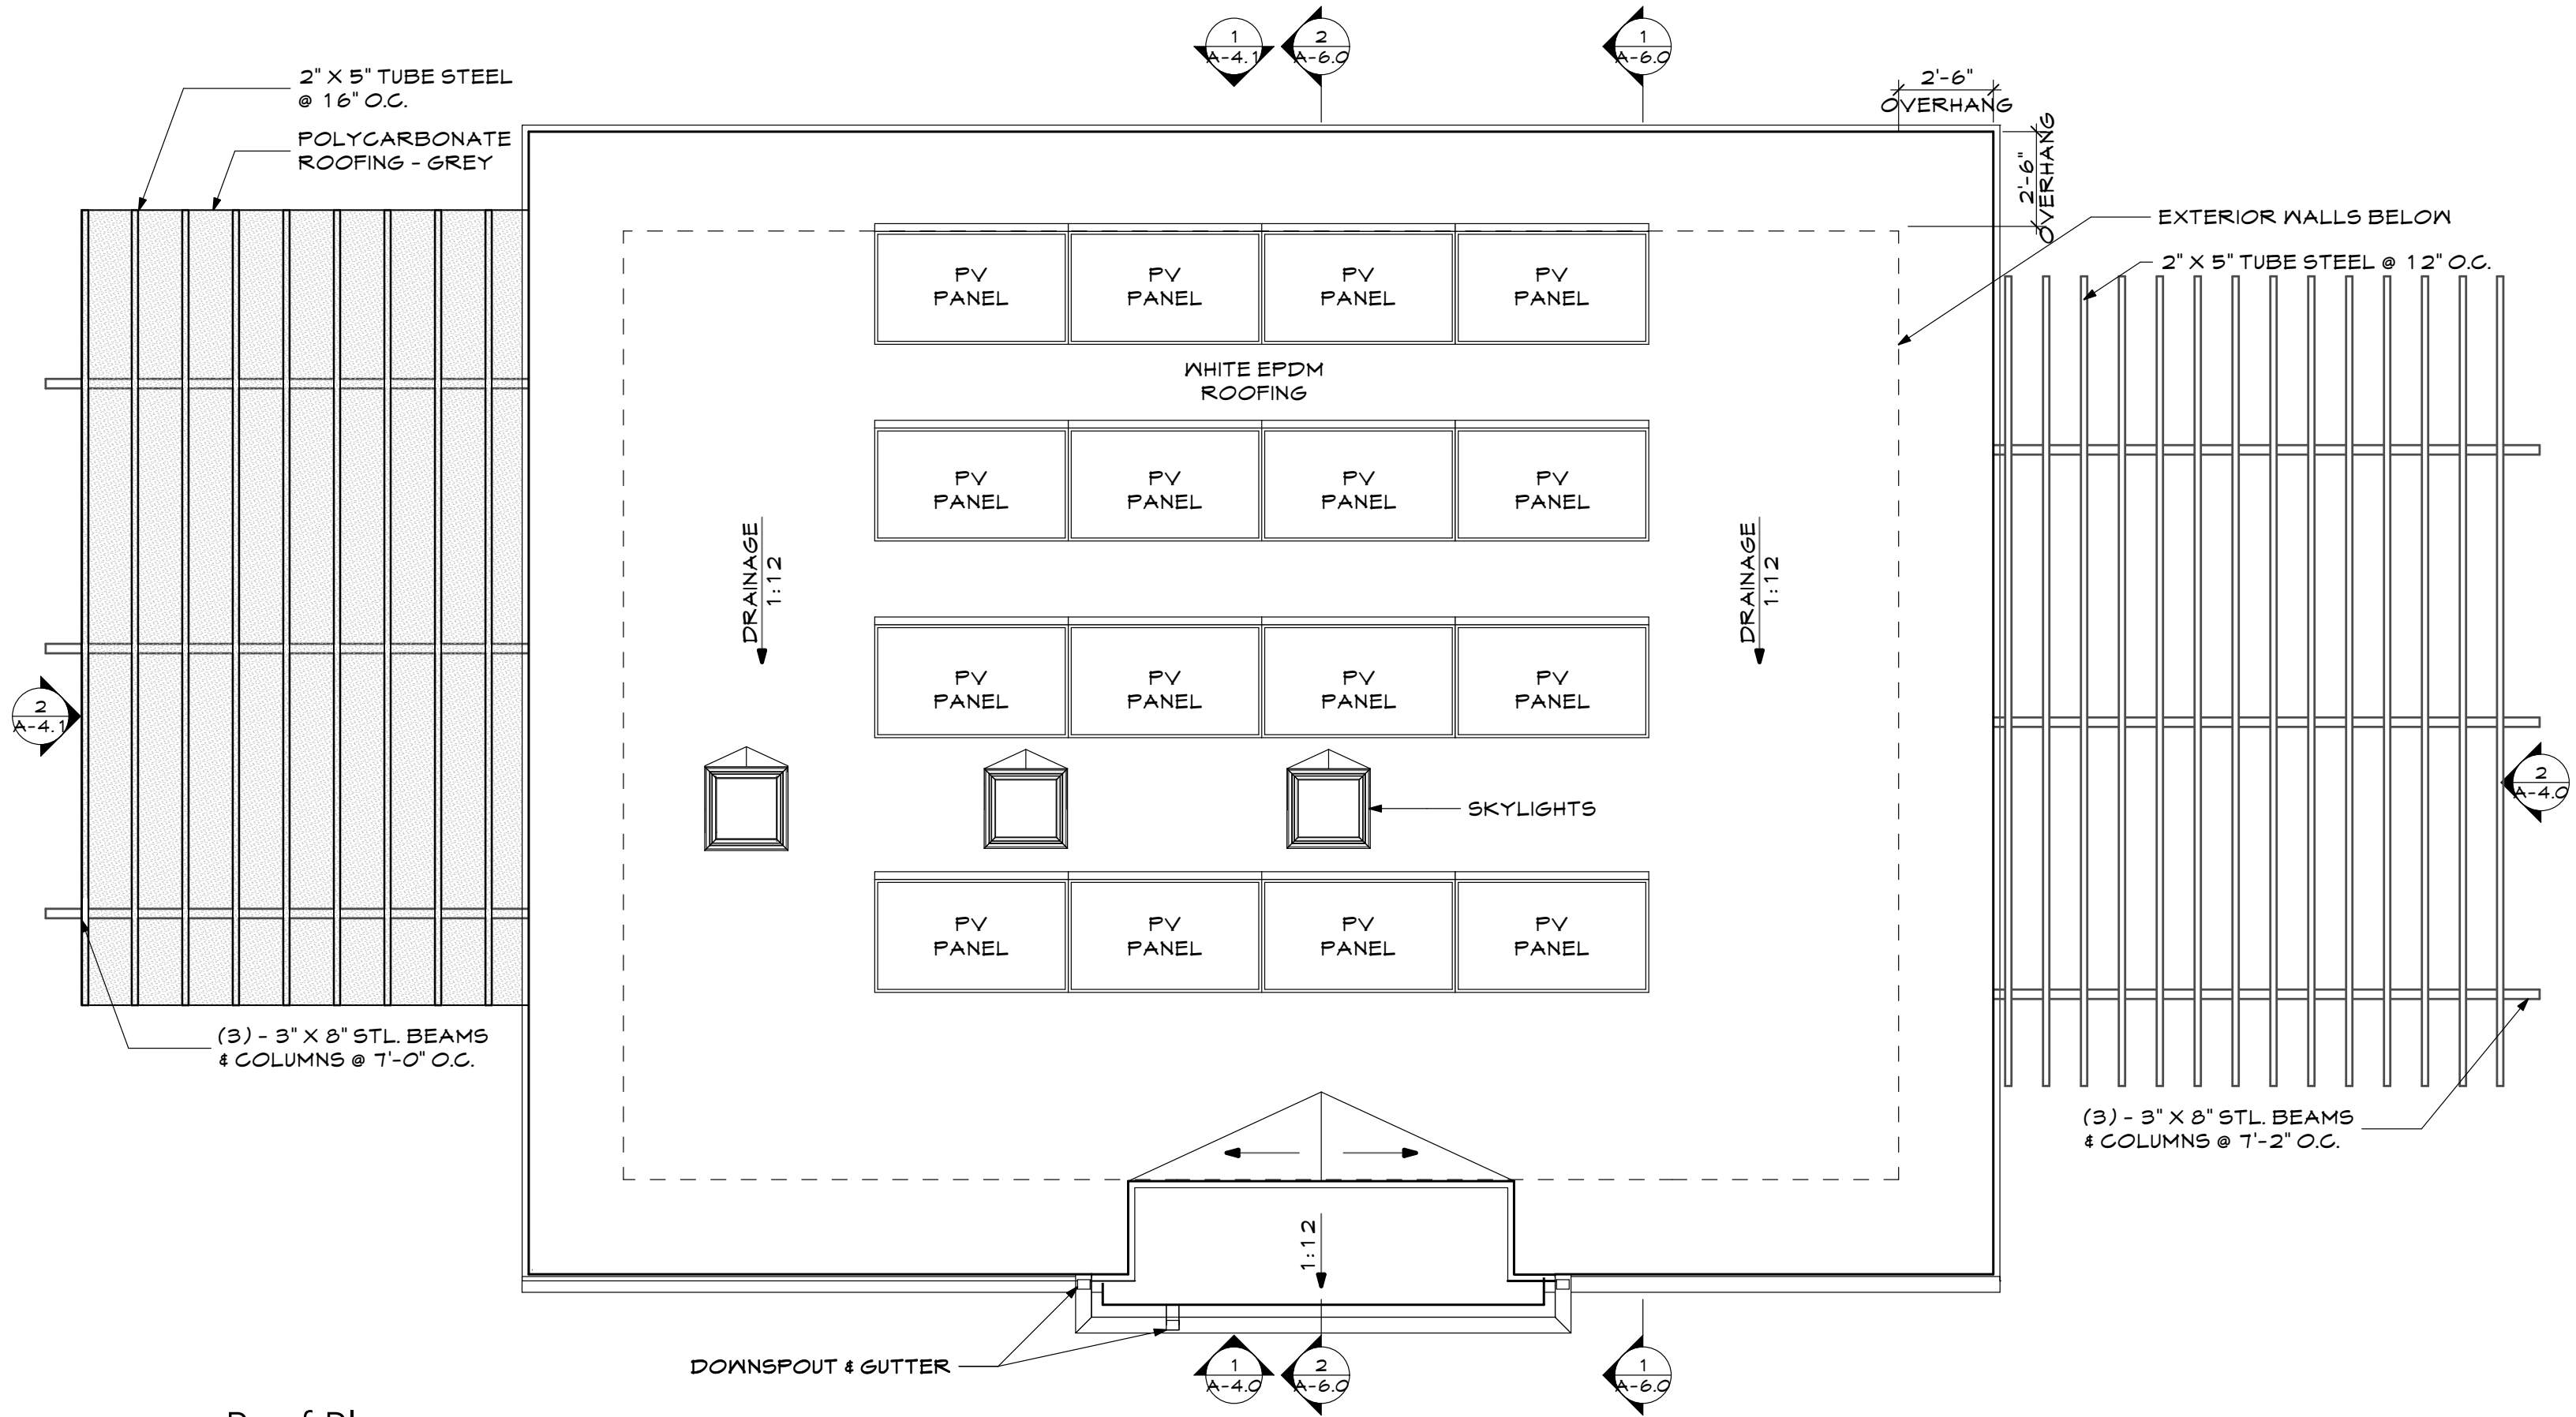 1
A-4.1
2
A-6.0
1
A-6.0
2" X 5" TUBE STEEL
@ 16" O.C.
2'-6"
OVERHANG
POLYCARBONATE
ROOFING - GREY
2'-6"
OVERHANG
EXTERIOR WALLS BELOW
2" X 5" TUBE STEEL @ 12" O.C.
PV
PANEL
PV
PANEL
PV
PANEL
PV
PANEL
WHITE EPDM
ROOFING
PV
PANEL
PV
PANEL
PV
PANEL
PV
PANEL
DRAINAGE
1:12
DRAINAGE
1:12
PV
PANEL
PV
PANEL
PV
PANEL
PV
PANEL
2
A-4.1
2
A-4.0
SKYLIGHTS
PV
PANEL
PV
PANEL
PV
PANEL
PV
PANEL
(3) - 3" X 8" STL. BEAMS
& COLUMNS @ 7'-0" O.C.
(3) - 3" X 8" STL. BEAMS
& COLUMNS @ 7'-2" O.C.
1:12
DOWNSPOUT & GUTTER
1
A-4.0
2
A-6.0
1
A-6.0